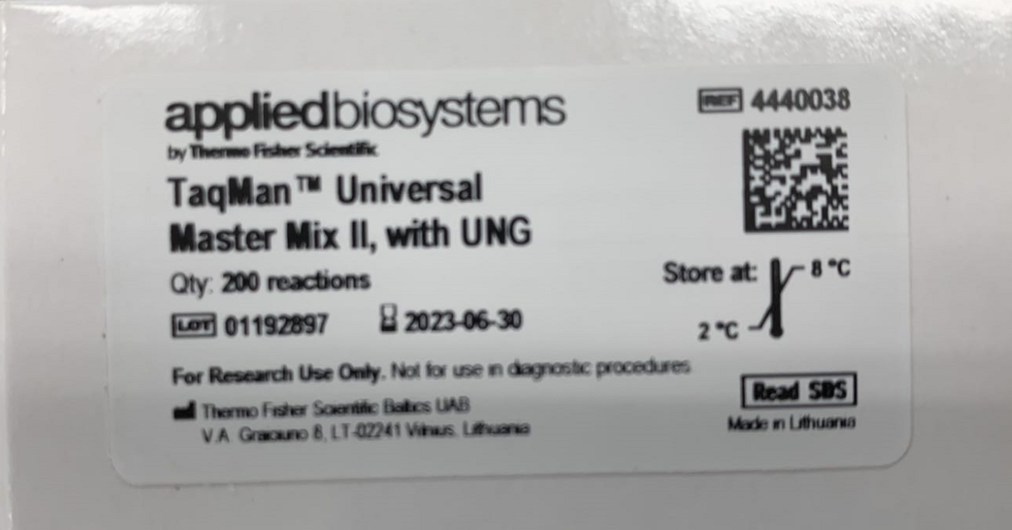 appliedbiosystems
by Thermo Fisher Scientific
TaqMan™ Universal
Master Mix II, with UNG
Qty: 200 reactions
LOT 01192897 2023-06-30
For Research Use Only. Not for use in diagnostic procedures
Thermo Fisher Scientific Baltics UAB
V.A. 8, LT-02241 Vilnius, Lithuania
REF 4440038
Store at: 8 °C
2 °C
Read SDS
Made in Lithuania